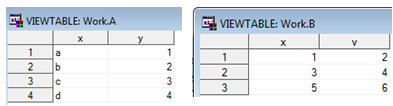 VIEWTABLE: Work.A
x y
1 a 1
2 b 2
3 c 3
4 d 4
VIEWTABLE: Work.B
x v
1 1 2
2 3 4
3 5 6